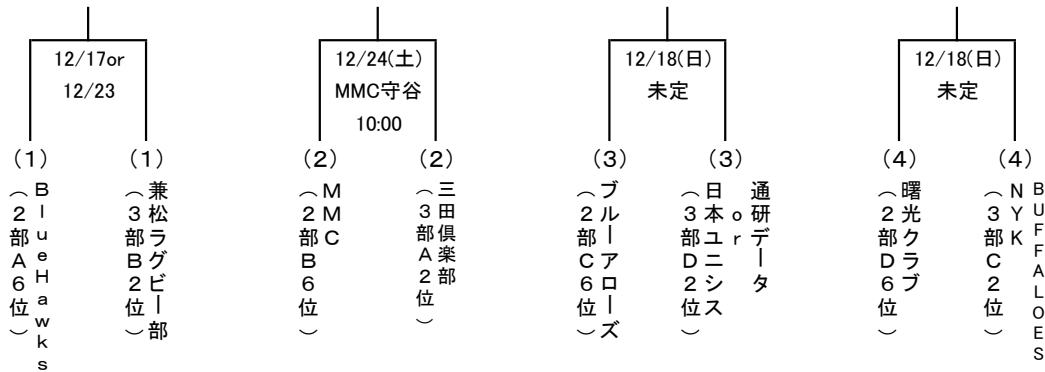 12/17or
12/23
(1)
(1)
BlueHawks
（２部Ａ６位）
兼松ラグビー部
（３部Ｂ２位）
12/24(土)
MMC守谷
10:00
(2)
(2)
ＭＭＣ
（２部Ｂ６位）
三田倶楽部
（３部Ａ２位）
12/18(日)
未定
(3)
(3)
ブルーアローズ
（２部Ｃ６位）
通研データ
or
日本ユニシス
（３部Ｄ２位）
12/18(日)
未定
(4)
(4)
曙光クラブ
（２部Ｄ６位）
NYK
BUFFALOES
（３部Ｃ２位）